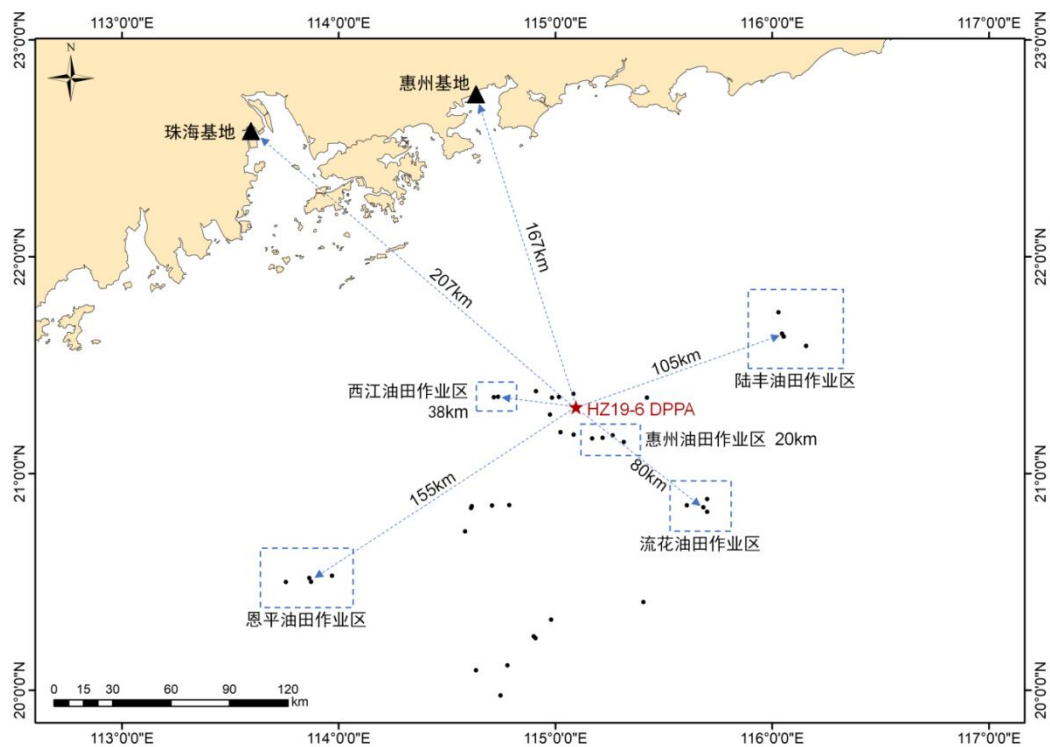 113°0'0"E
114°0'0"E
115°0'0"E
116°0'0"E
117°0'0"E
23°0'0"N
23°0'0"N
N
惠州基地
珠海基地
167km
22°0'0"N
22°0'0"N
207km
105km
陆丰油田作业区
西江油田作业区
38km
HZ19-6 DPPA
惠州油田作业区 20km
80km
21°0'0"N
21°0'0"N
155km
流花油田作业区
恩平油田作业区
20°0'0"N
20°0'0"N
0 15 30 60 90 120
km
113°0'0"E
114°0'0"E
115°0'0"E
116°0'0"E
117°0'0"E